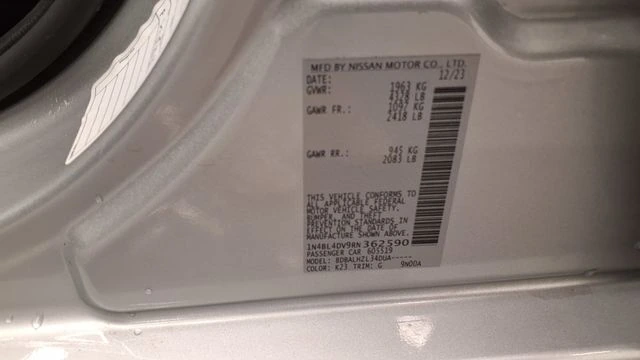 MFD BY NISSAN MOTOR CO., LTD.
DATE: 12/23
GVWR: 1963 KG
4328 LB
GAWR FR.: 1097 KG
2418 LB
GAWR RR.: 945 KG
2083 LB
THIS VEHICLE CONFORMS TO
ALL APPLICABLE FEDERAL
MOTOR VEHICLE SAFETY,
BUMPER, AND THEFT
PREVENTION STANDARDS
IN EFFECT ON THE DATE OF
MANUFACTURE SHOWN ABOVE.
1N4BL4DV9RN362590
PASSENGER CAR 605519
MODEL: BDBALHZL34DUA-----
COLOR: K23 TRIM: G 9N0DA